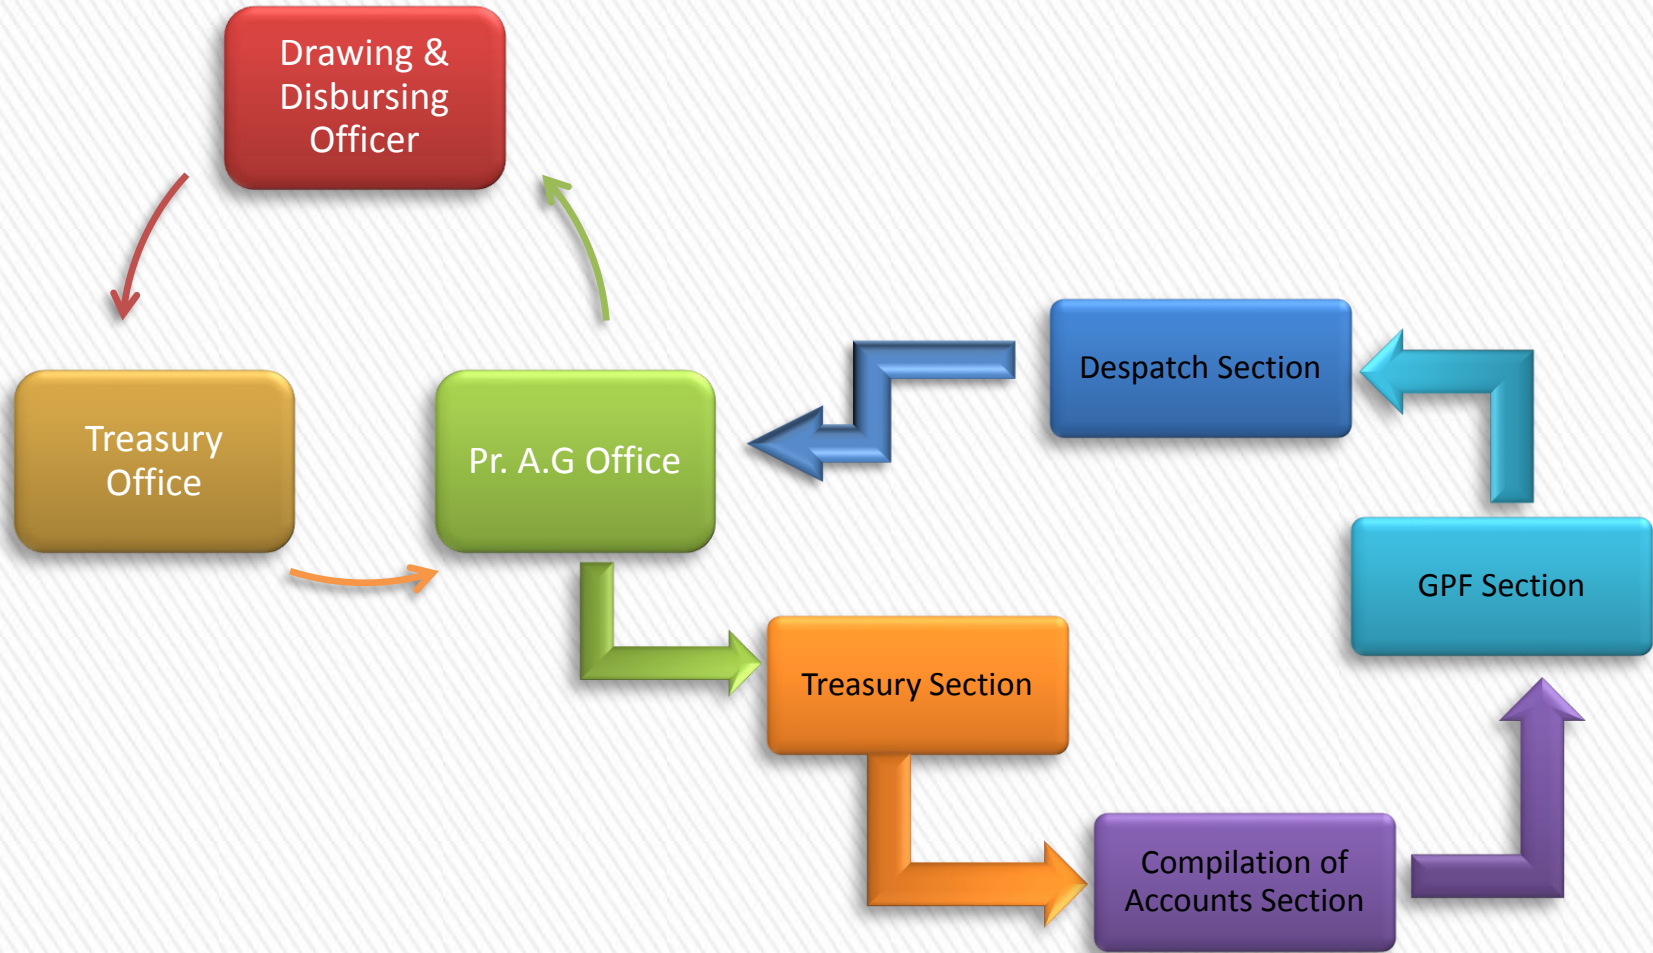 Drawing &
Disbursing
Officer
Treasury
Office
Pr. A.G Office
Despatch Section
GPF Section
Treasury Section
Compilation of
Accounts Section